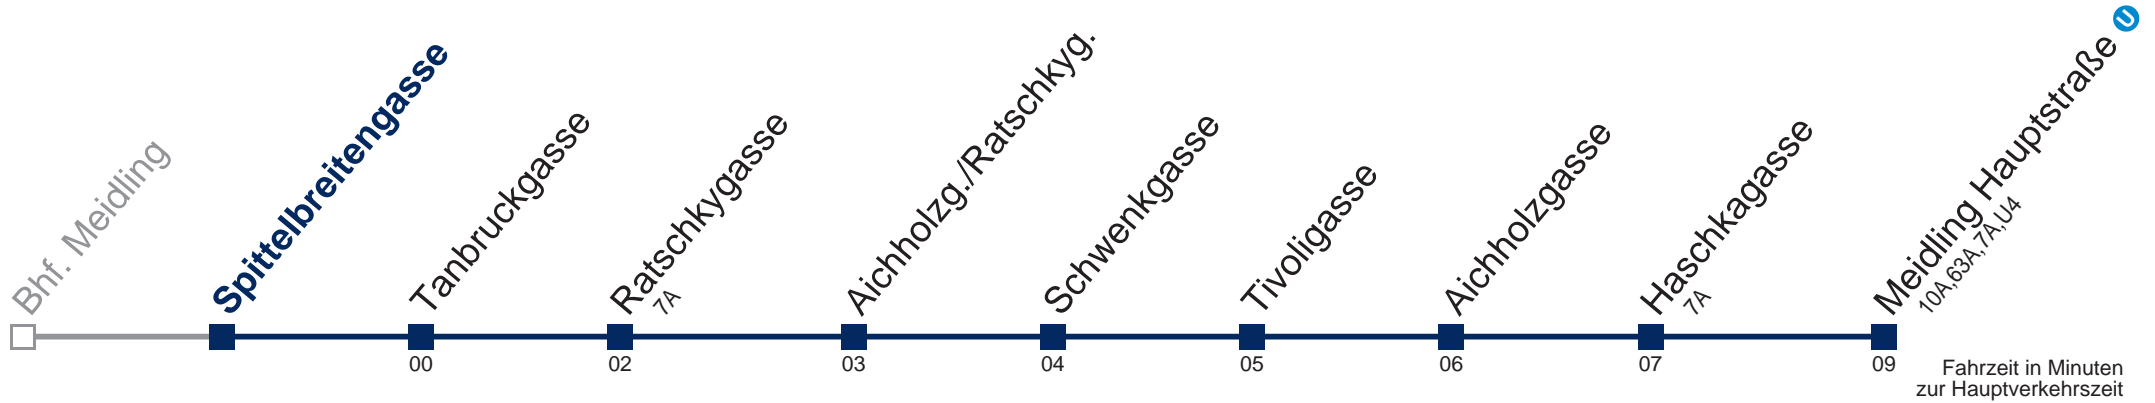 Bhf. Meidling
Spittelbreitengasse
Tanbruckgasse
Ratschkygasse
7A
Aichholzg./Ratschkyg.
Schwenkgasse
Tivoligasse
Aichholzgasse
Haschkagasse
7A
Meidling Hauptstraße U
10A,63A,7A,U4
00
02
03
04
05
06
07
09
Fahrzeit in Minuten
zur Hauptverkehrszeit